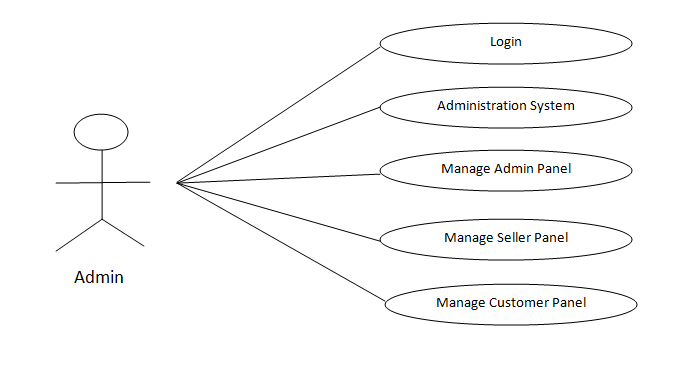 Login
Administration System
Manage Admin Panel
Manage Seller Panel
Admin
Manage Customer Panel